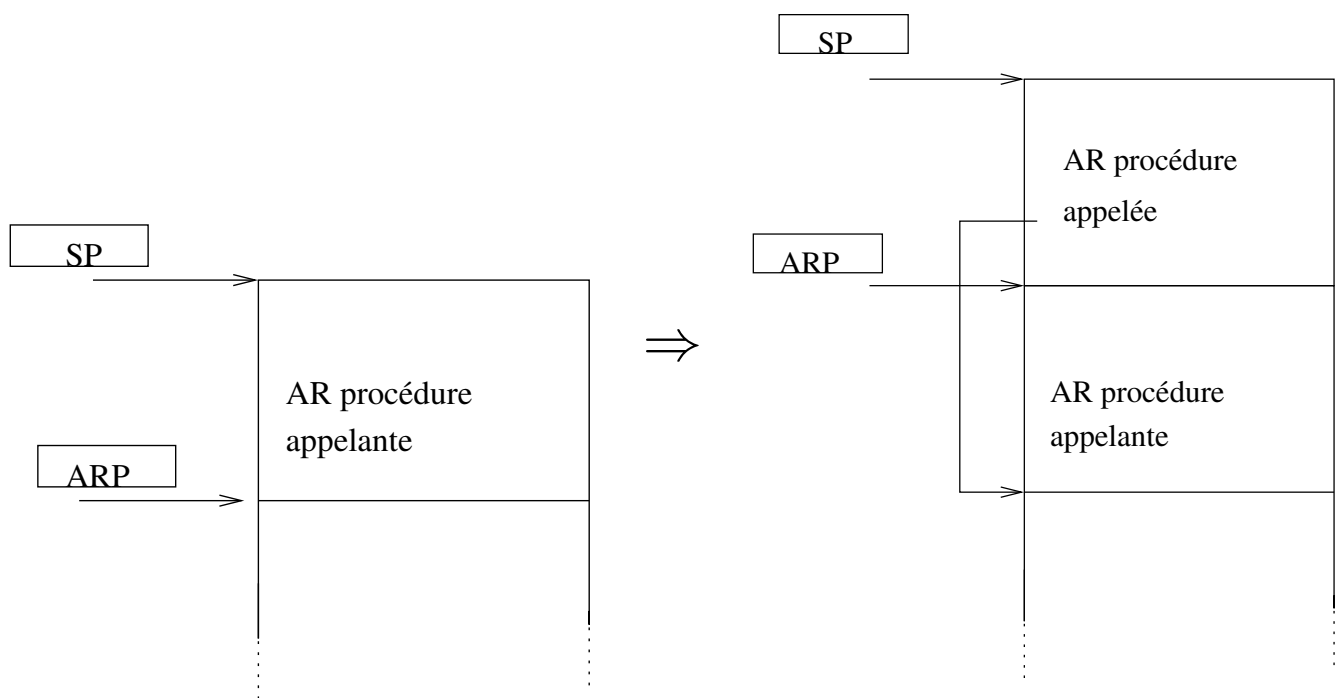 SP
AR procédure
appelante
ARP
⇒
SP
AR procédure
appelée
ARP
AR procédure
appelante